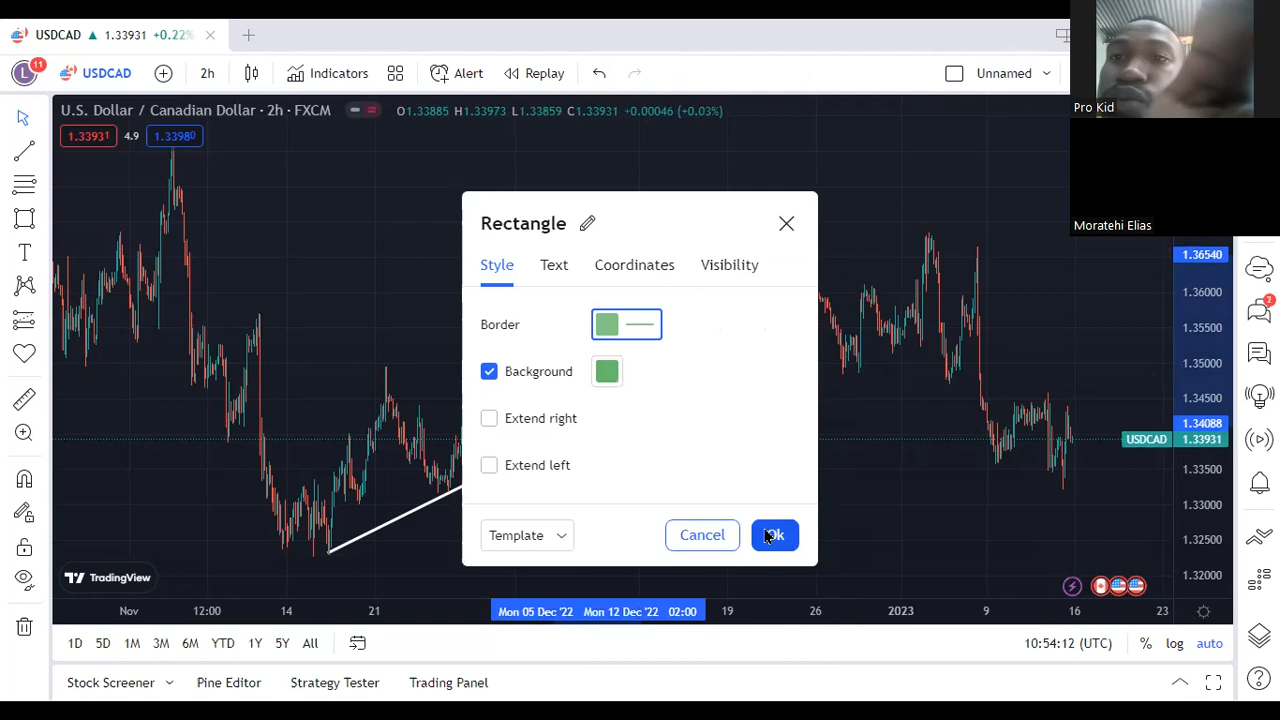 USDCAD 1.33931 +0.22%
L 11 USDCAD 2h Indicators Alert Replay Unnamed
Pro Kid
U.S. Dollar / Canadian Dollar · 2h · FXCM O1.33885 H1.33973 L1.33859 C1.33931 +0.00046 (+0.03%)
1.33931 4.9 1.33980
Moratehi Elias
Rectangle
Style Text Coordinates Visibility
Border
Background
Extend right
Extend left
Template Cancel Ok
1.36540
1.36000
1.35500
1.35000
1.34500
1.34088
USDCAD 1.33931
1.33500
1.33000
1.32500
1.32000
2
TradingView
Nov 12:00 14 21 Mon 05 Dec '22 Mon 12 Dec '22 02:00 19 26 2023 9 16 23
1D 5D 1M 3M 6M YTD 1Y 5Y All 10:54:12 (UTC) % log auto
Stock Screener Pine Editor Strategy Tester Trading Panel